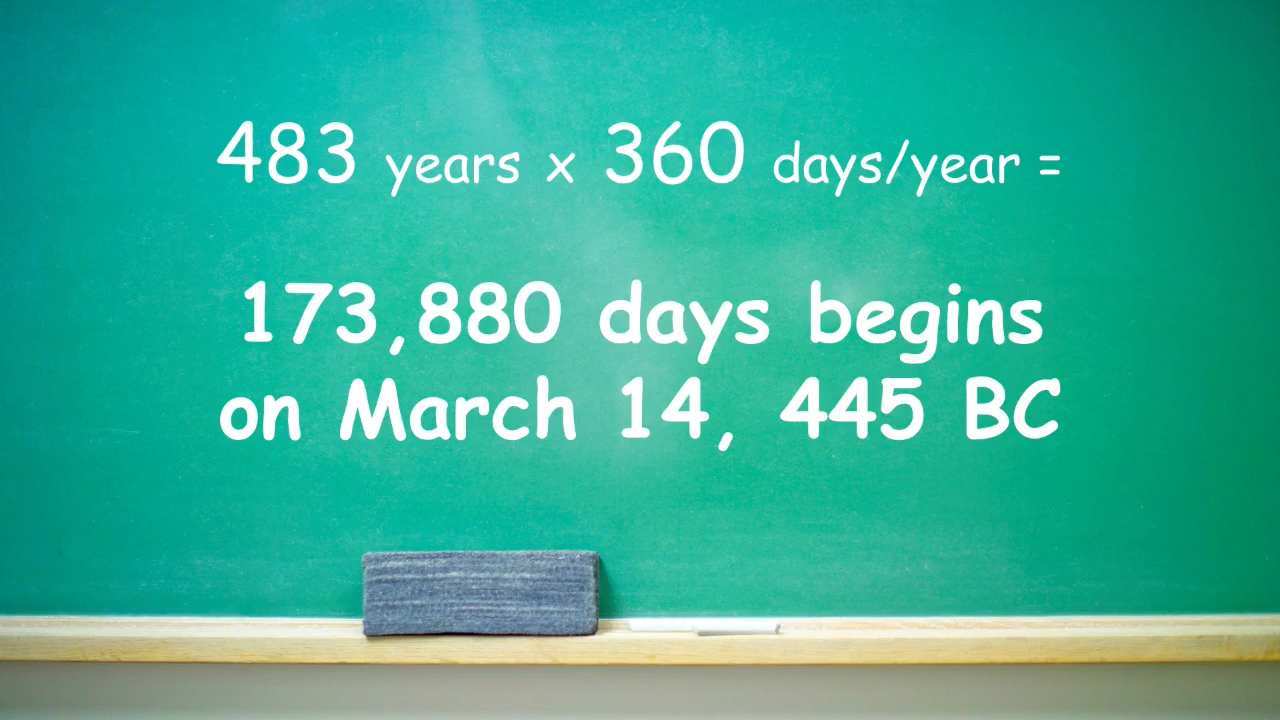 483 years x 360 days/year =
173,880 days begins
on March 14, 445 BC